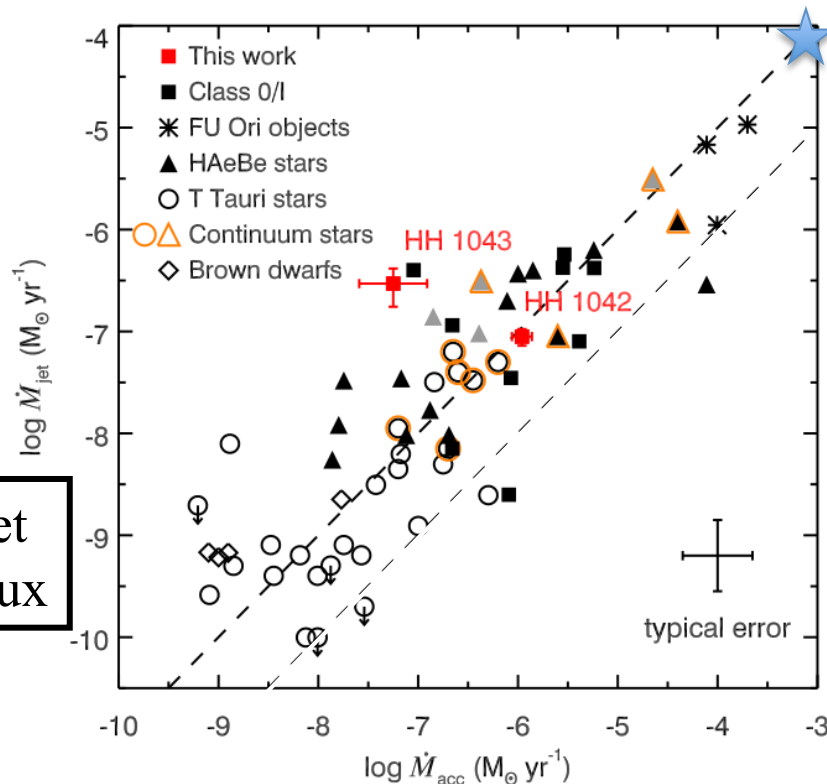 -4
-5
-6
-7
-8
-9
-10
log Ṁjet (M⊙ yr-1)
This work
Class 0/I
FU Ori objects
HAeBe stars
T Tauri stars
Continuum stars
Brown dwarfs
HH 1043
HH 1042
typical error
-10 -9 -8 -7 -6 -5 -4 -3
log Ṁacc (M⊙ yr-1)